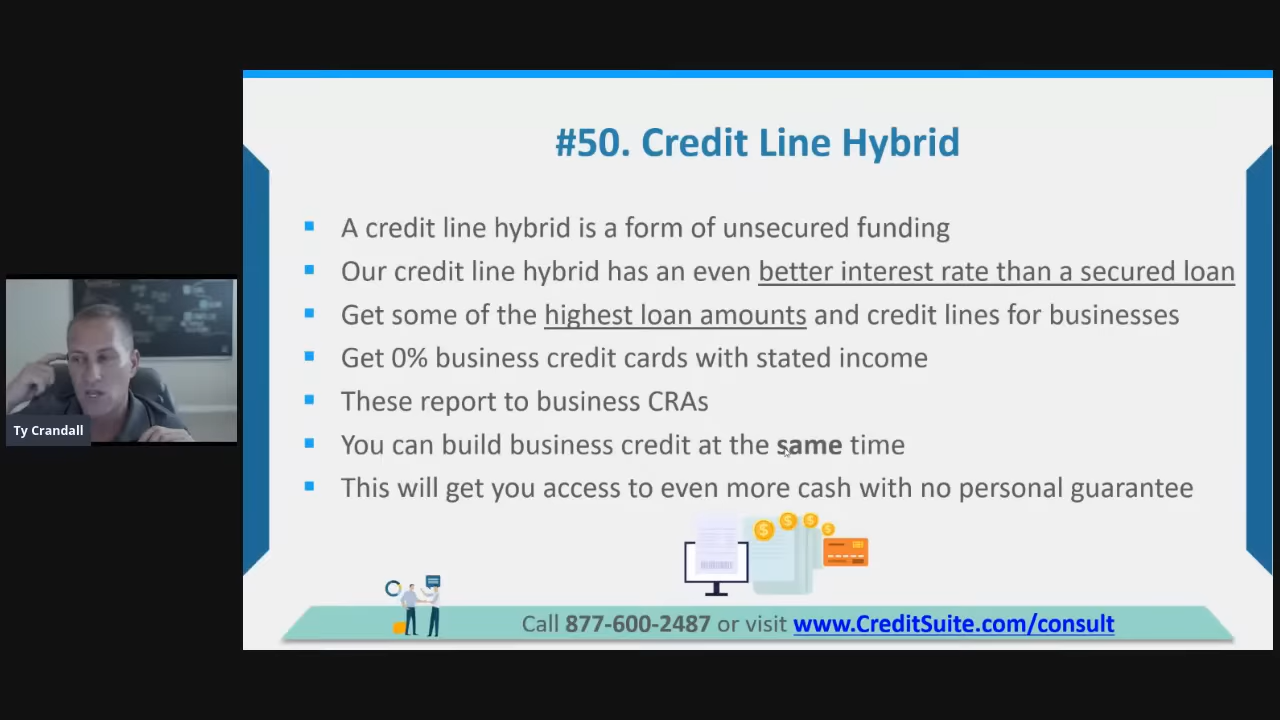 #50. Credit Line Hybrid
A credit line hybrid is a form of unsecured funding
Our credit line hybrid has an even better interest rate than a secured loan
Get some of the highest loan amounts and credit lines for businesses
Get 0% business credit cards with stated income
These report to business CRAs
You can build business credit at the same time
This will get you access to even more cash with no personal guarantee
Call 877-600-2487 or visit www.CreditSuite.com/consult
Ty Crandall